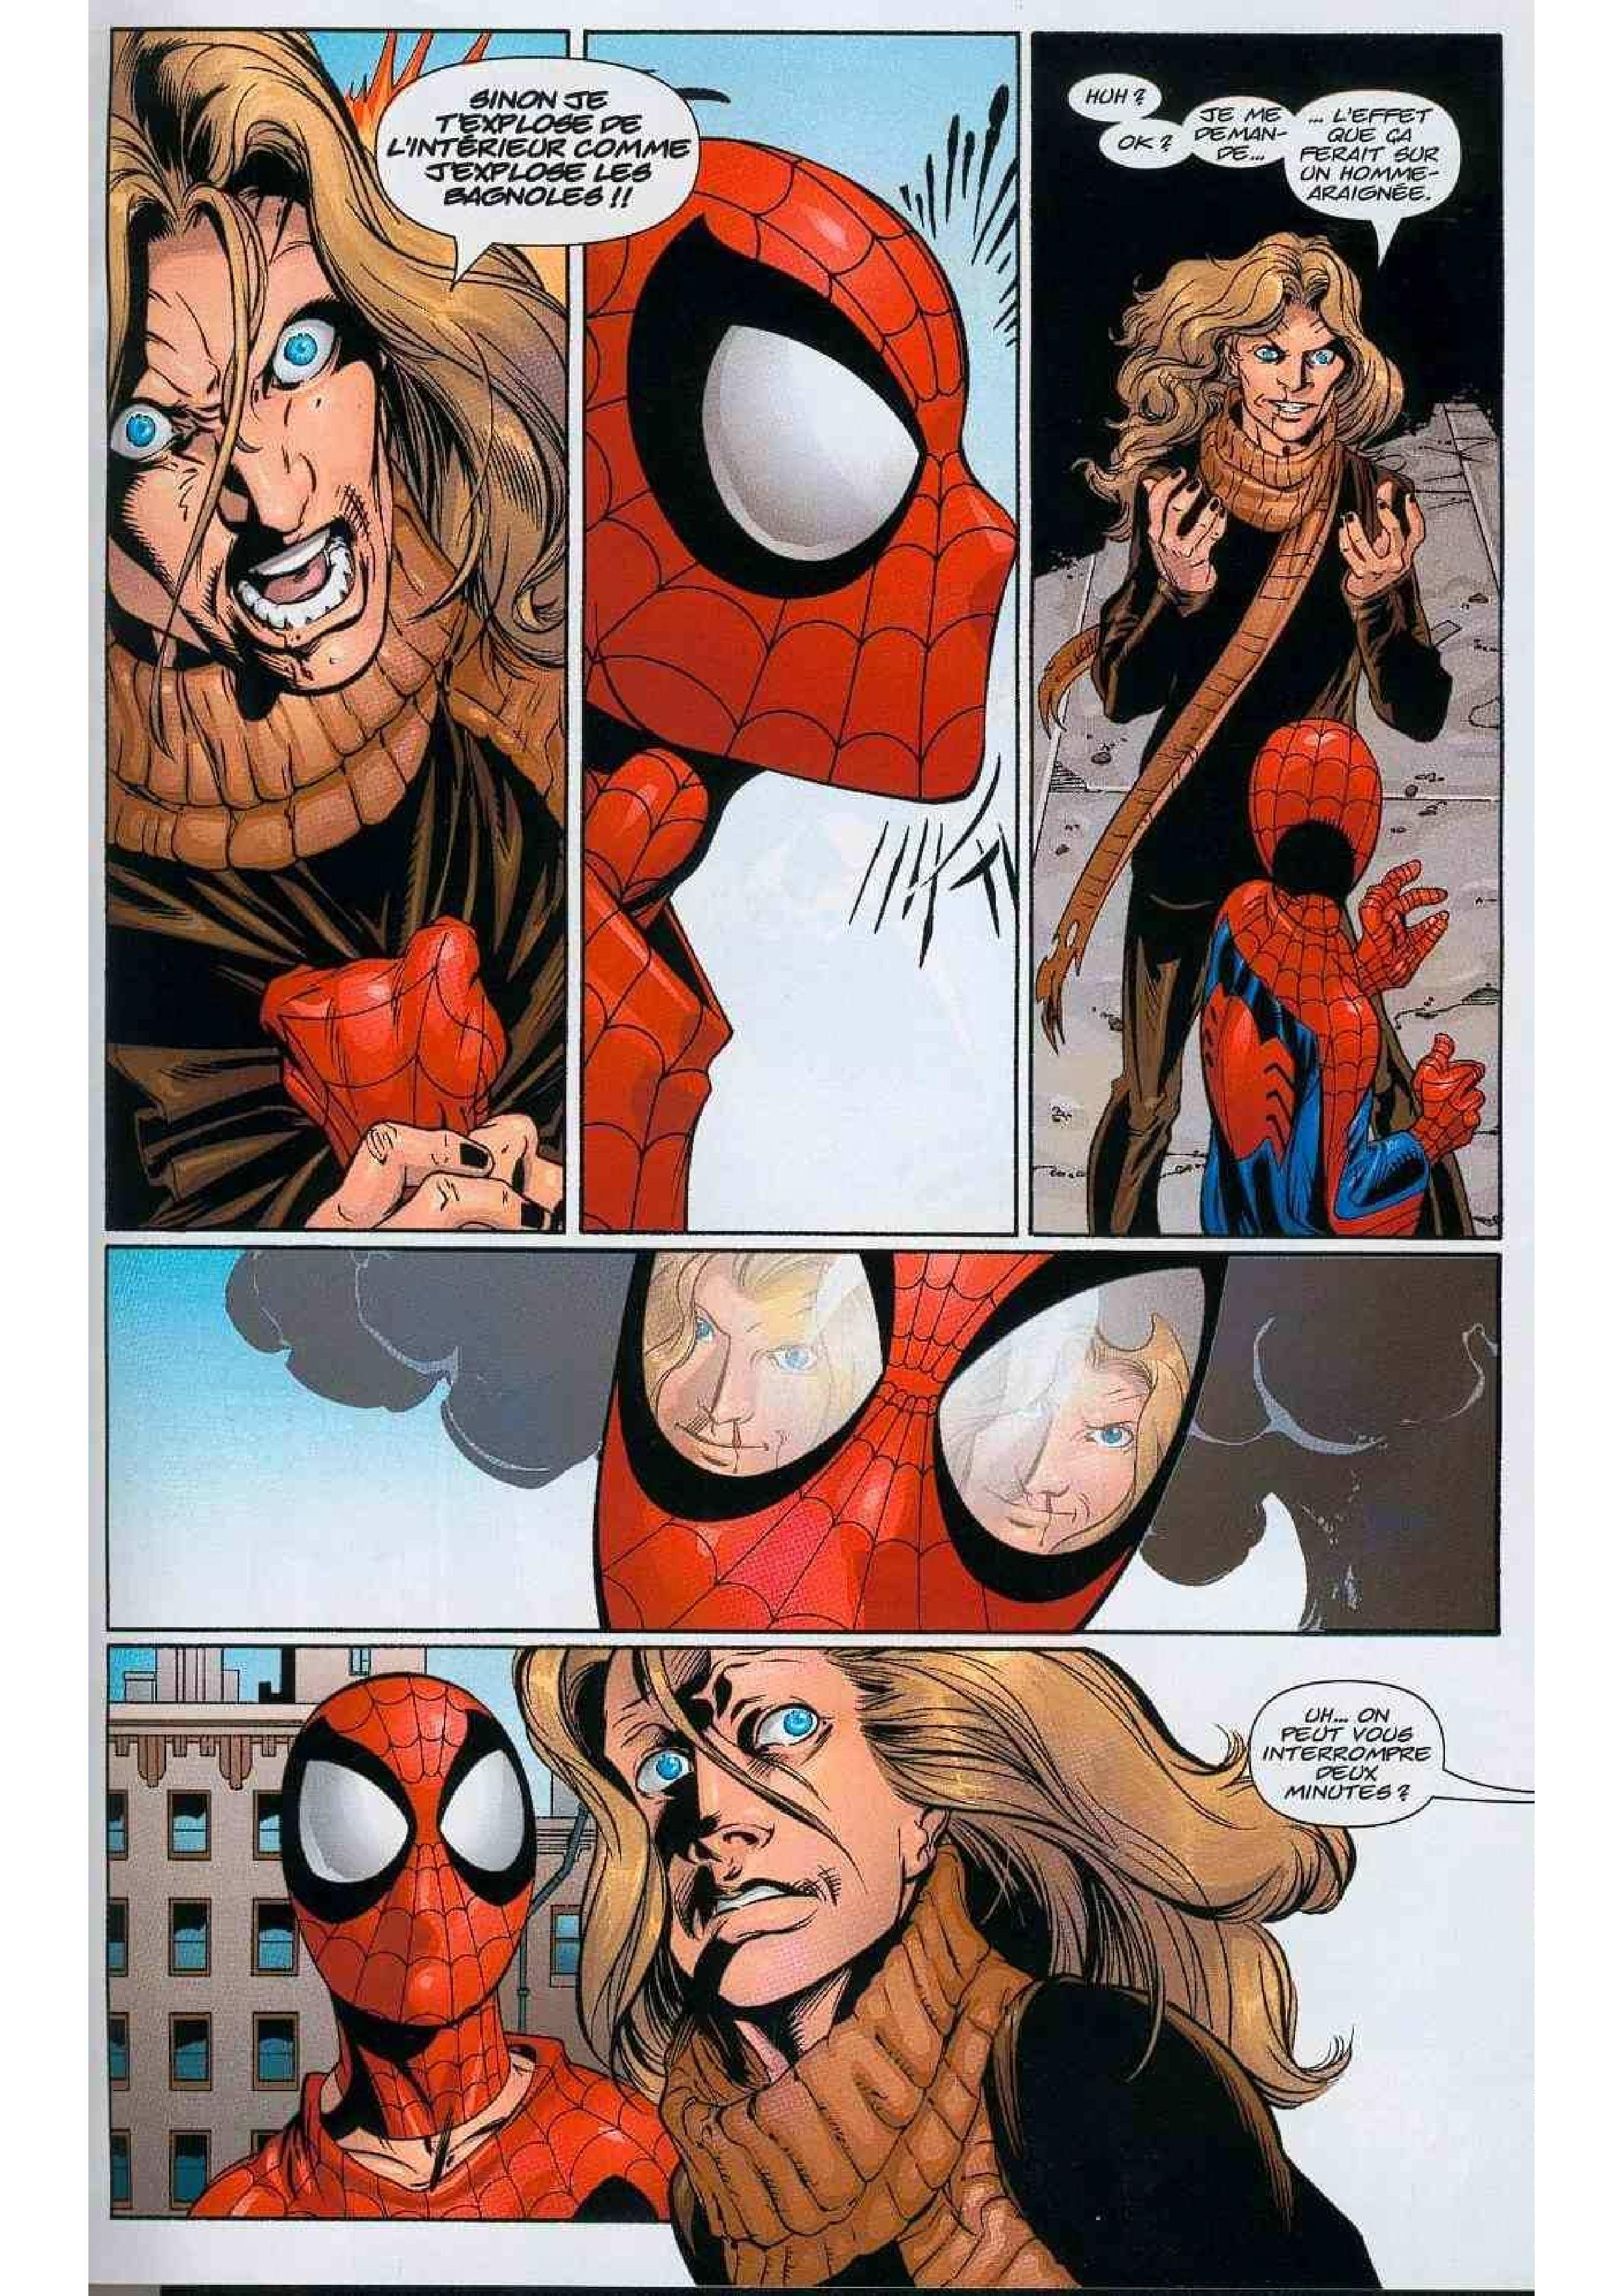 SINON JE
T'EXPLOSE DE
L'INTÉRIEUR COMME
J'EXPLOSE LES
BAGNOLES !!
HUH ?
OK ?
JE ME
DEMAN-
DE...
... L'EFFET
QUE ÇA
FERAIT SUR
UN HOMME-
ARAIGNÉE.
UH... ON
PEUT VOUS
INTERROMPRE
DEUX
MINUTES ?